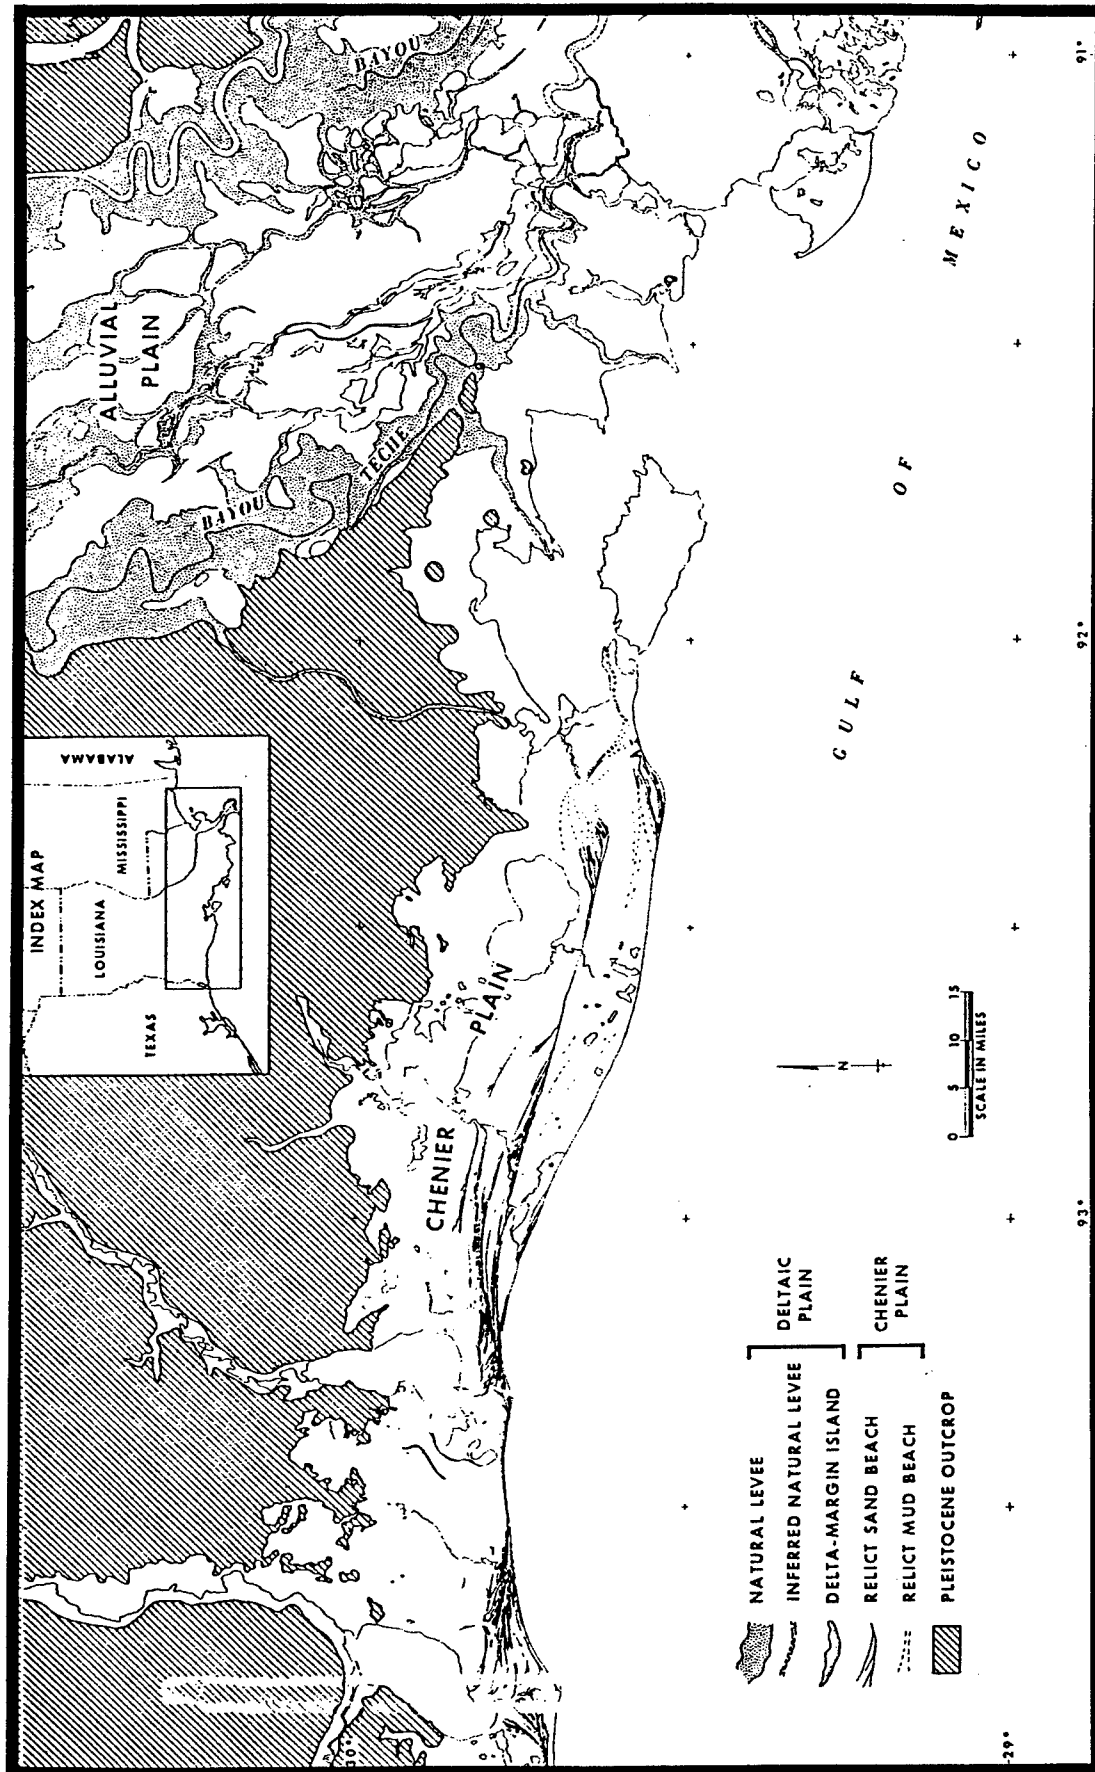 INDEX MAP
TEXAS
LOUISIANA
MISSISSIPPI
ALABAMA
ALLUVIAL
PLAIN
BAYOU
TECHE
BAYOU
CHENIER
PLAIN
GULF
OF
MEXICO
NATURAL LEVEE
INFERRED NATURAL LEVEE
DELTA-MARGIN ISLAND
DELTAIC
PLAIN
RELICT SAND BEACH
RELICT MUD BEACH
CHENIER
PLAIN
PLEISTOCENE OUTCROP
N
0 5 10 15
SCALE IN MILES
30°
29°
93°
92°
91°